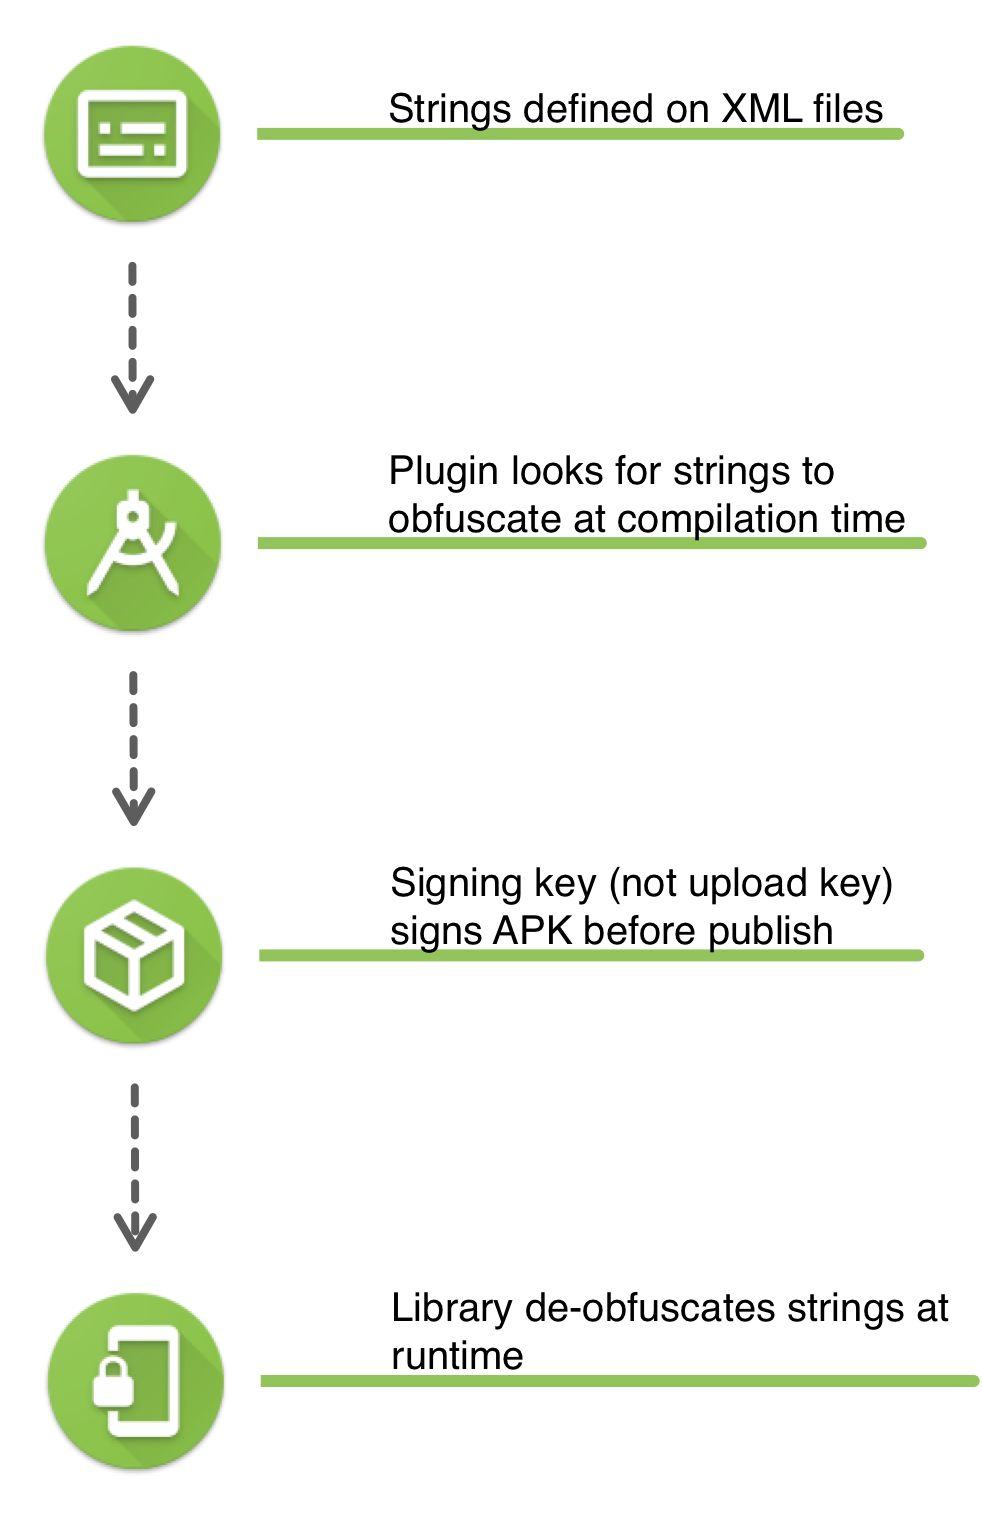 Strings defined on XML files
Plugin looks for strings to
obfuscate at compilation time
Signing key (not upload key)
signs APK before publish
Library de-obfuscates strings at
runtime